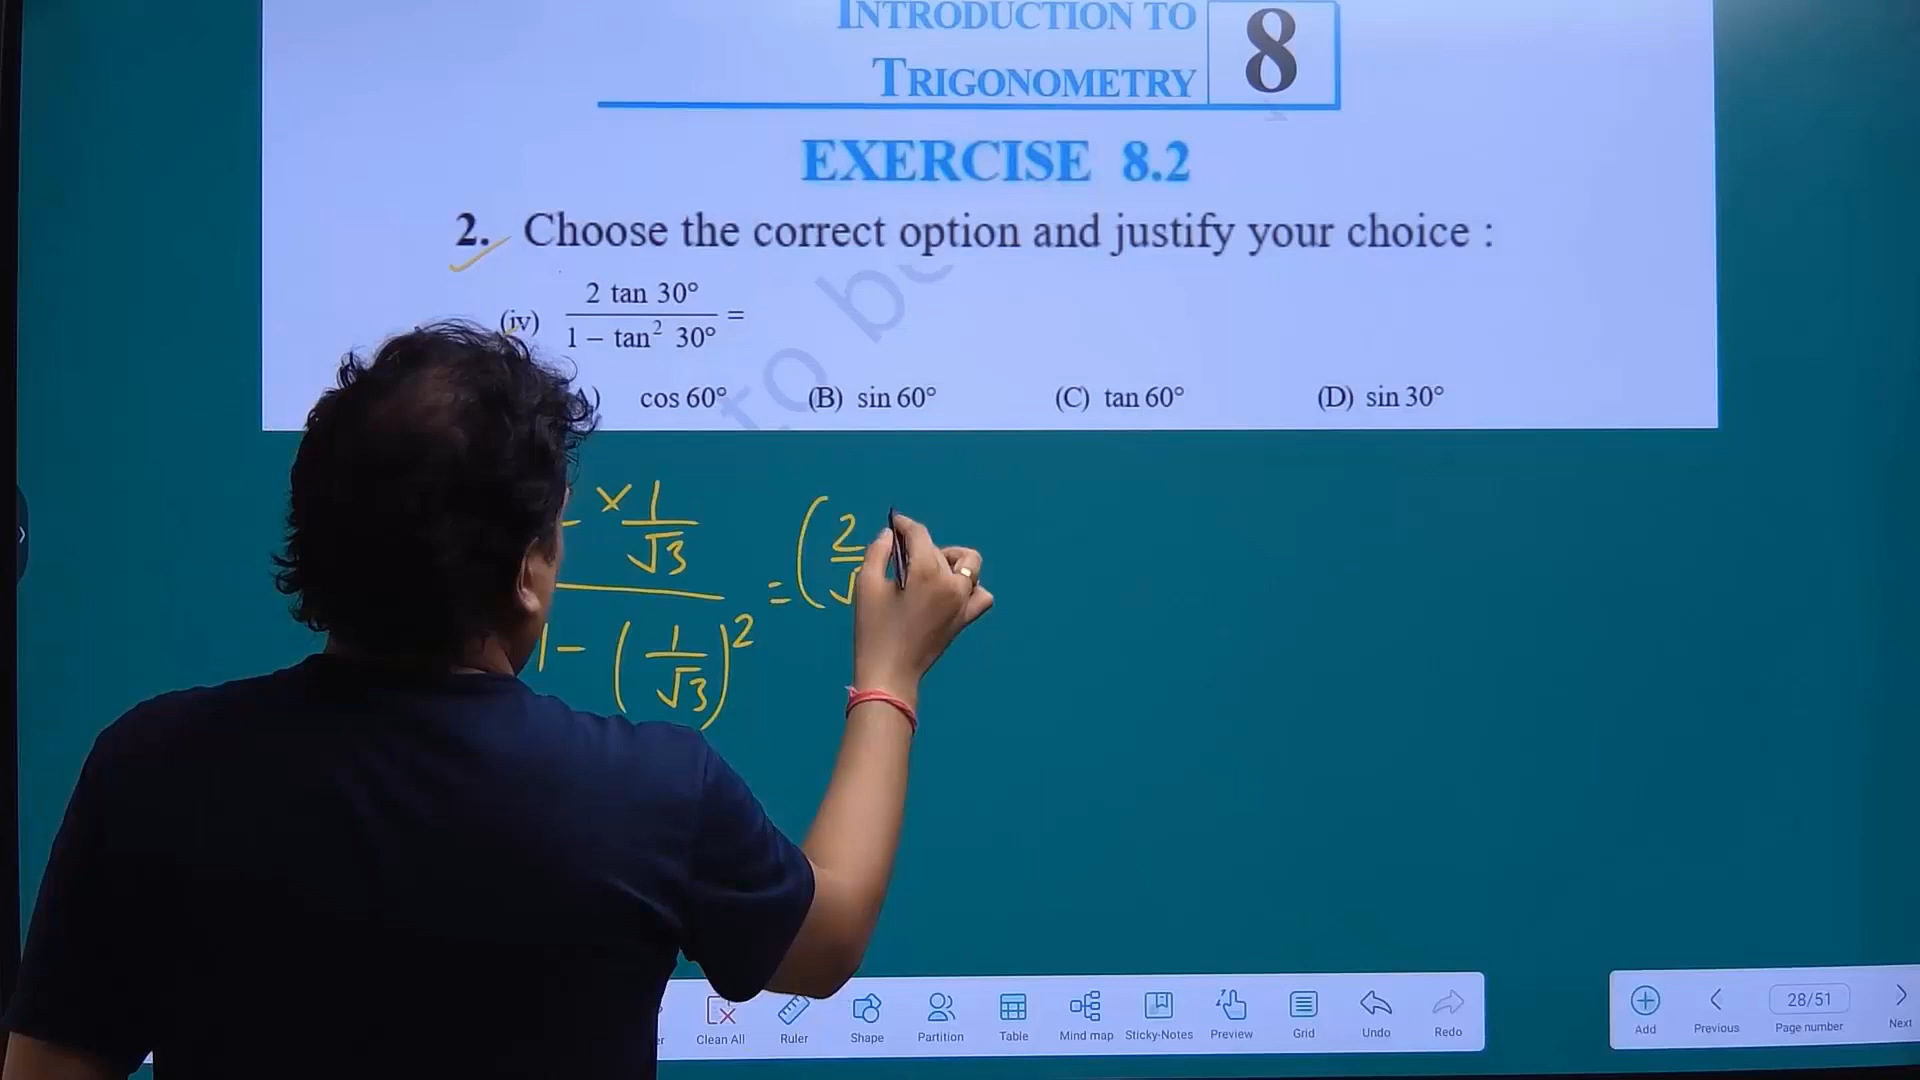 INTRODUCTION TO
TRIGONOMETRY
8
EXERCISE 8.2
2. Choose the correct option and justify your choice :
(iv) 2 tan 30° / 1 – tan² 30° =
A) cos 60° (B) sin 60° (C) tan 60° (D) sin 30°
to be
× 1/√3
1 – (1/√3)²
= (2/√
Clean All
Ruler
Shape
Partition
Table
Mind map
Sticky-Notes
Preview
Grid
Undo
Redo
Add
Previous
28/51
Page number
Next